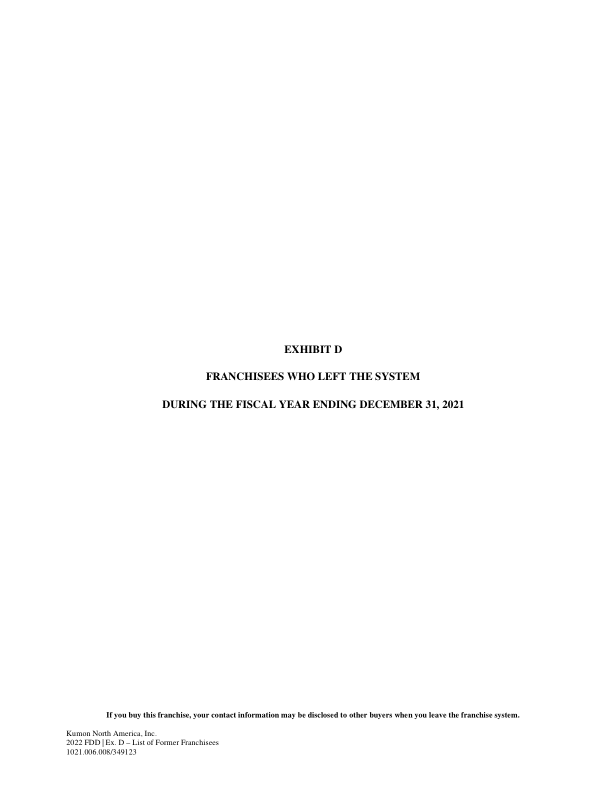 EXHIBIT D
FRANCHISEES WHO LEFT THE SYSTEM
DURING THE FISCAL YEAR ENDING DECEMBER 31, 2021
If you buy this franchise, your contact information may be disclosed to other buyers when you leave the franchise system.
Kumon North America, Inc.
2022 FDD | Ex. D – List of Former Franchisees
1021.006.008/349123